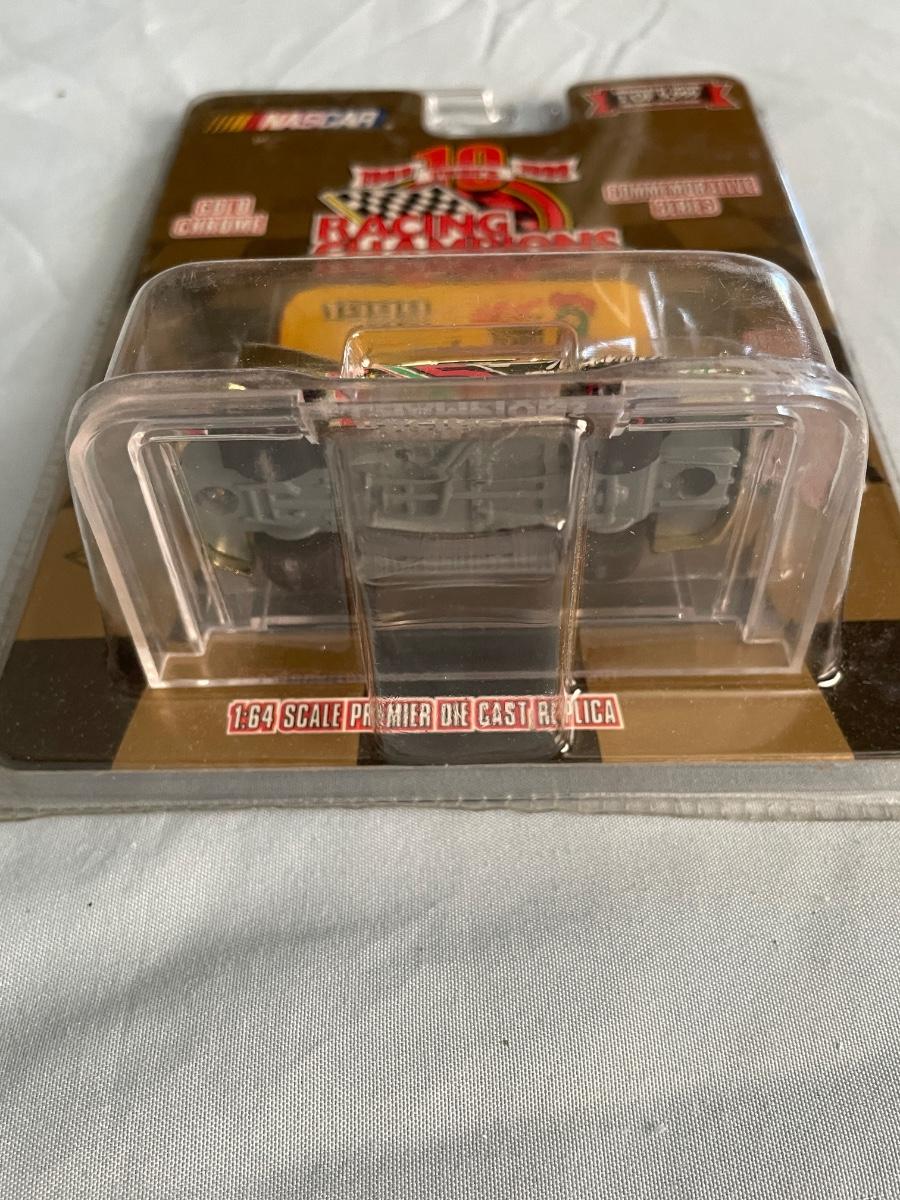 NASCAR
10
GOLD
CHROME
COMMEMORATIVE
SERIES
RACING
CHAMPIONS
1:64 SCALE PREMIER DIE CAST REPLICA